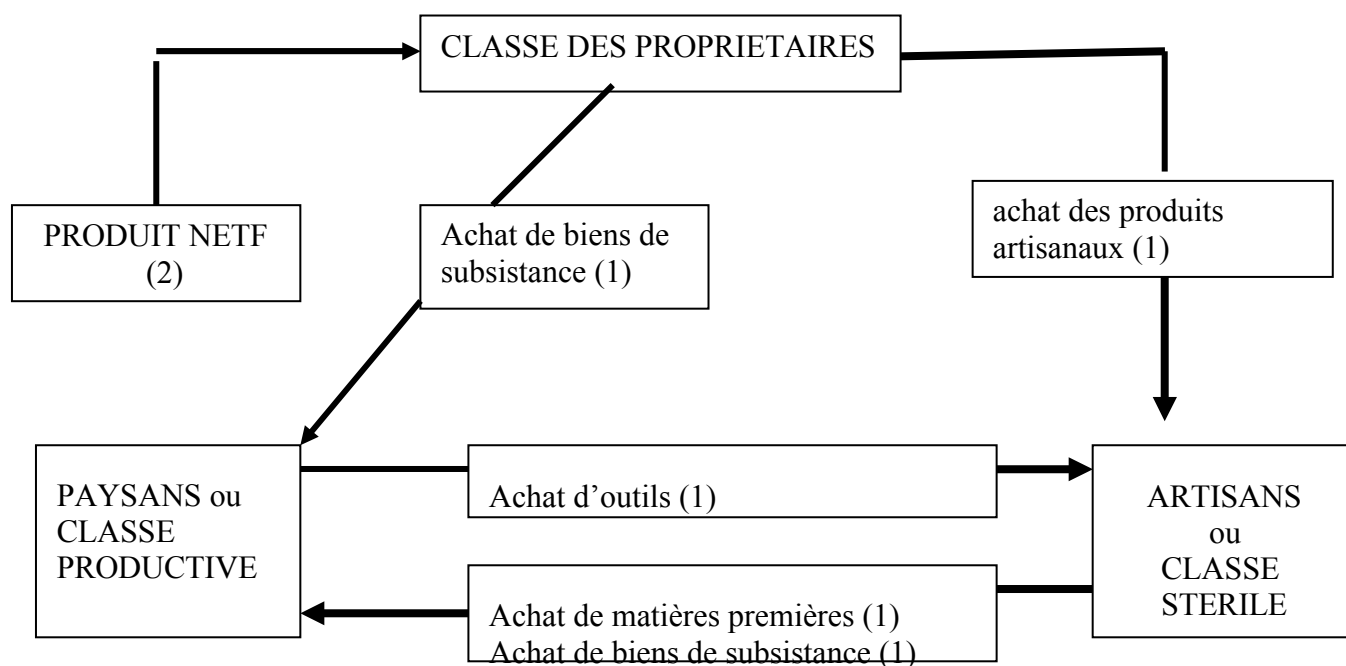 CLASSE DES PROPRIETAIRES
PRODUIT NETF
(2)
Achat de biens de
subsistance (1)
achat des produits
artisanaux (1)
PAYSANS ou
CLASSE
PRODUCTIVE
Achat d’outils (1)
ARTISANS
ou
CLASSE
STERILE
Achat de matières premières (1)
Achat de biens de subsistance (1)